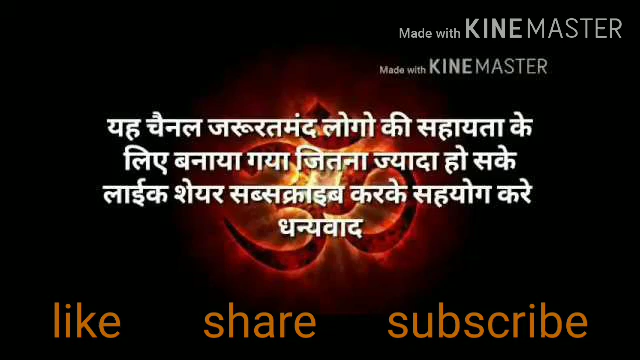 Made with KINEMASTER
Made with KINEMASTER
यह चैनल जरूरतमंद लोगो की सहायता के
लिए बनाया गया जितना ज्यादा हो सके
लाईक शेयर सब्सक्राइब करके सहयोग करे
धन्यवाद
like share subscribe